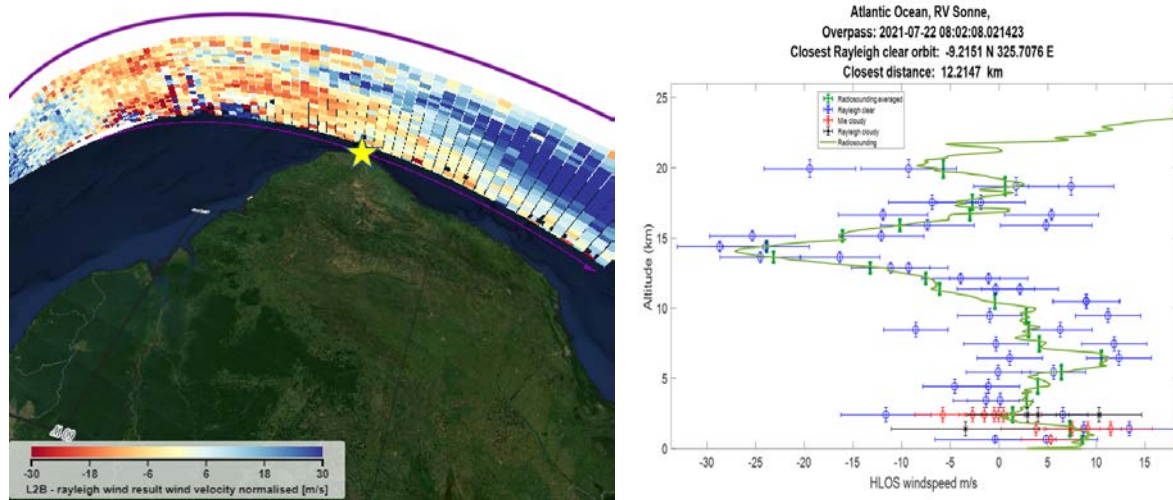 -30
-18
-6
6
18
30
L2B - rayleigh wind result wind velocity normalised [m/s]
Atlantic Ocean, RV Sonne,
Overpass: 2021-07-22 08:02:08.021423
Closest Rayleigh clear orbit: -9.2151 N 325.7076 E
Closest distance: 12.2147 km
Radiosounding averaged
Rayleigh clear
Mie cloudy
Rayleigh cloudy
Radiosounding
Altitude (km)
25
20
15
10
5
0
-30
-25
-20
-15
-10
-5
0
5
10
15
HLOS windspeed m/s